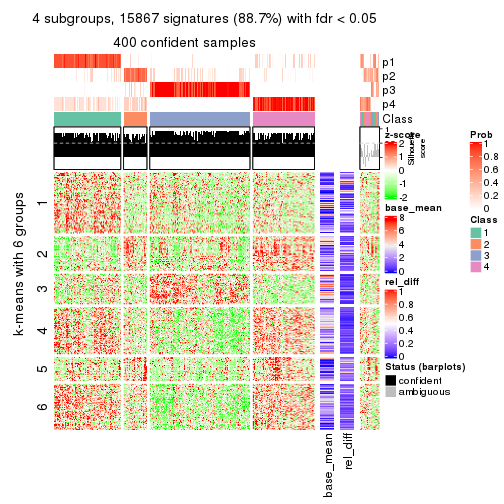 4 subgroups, 15867 signatures (88.7%) with fdr < 0.05
400 confident samples
p1
p2
p3
p4
Class
1
Silhouette
score
k-means with 6 groups
1
2
3
4
5
6
base_mean
rel_diff
z-score
2
1
0
-1
-2
base_mean
8
6
4
2
0
rel_diff
1
0.8
0.6
0.4
0.2
0
Status (barplots)
confident
ambiguous
Prob
1
0.8
0.6
0.4
0.2
0
Class
1
2
3
4